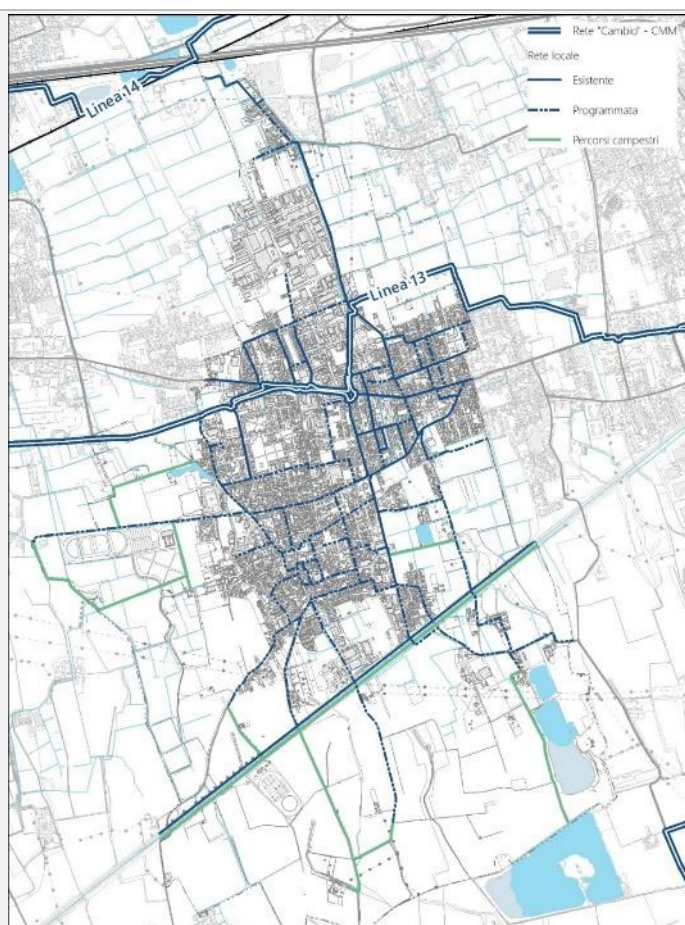 Rete "Cambio" - CMM
Rete locale
Esistente
Programmata
Percorsi campestri
Linea 14
Linea 13